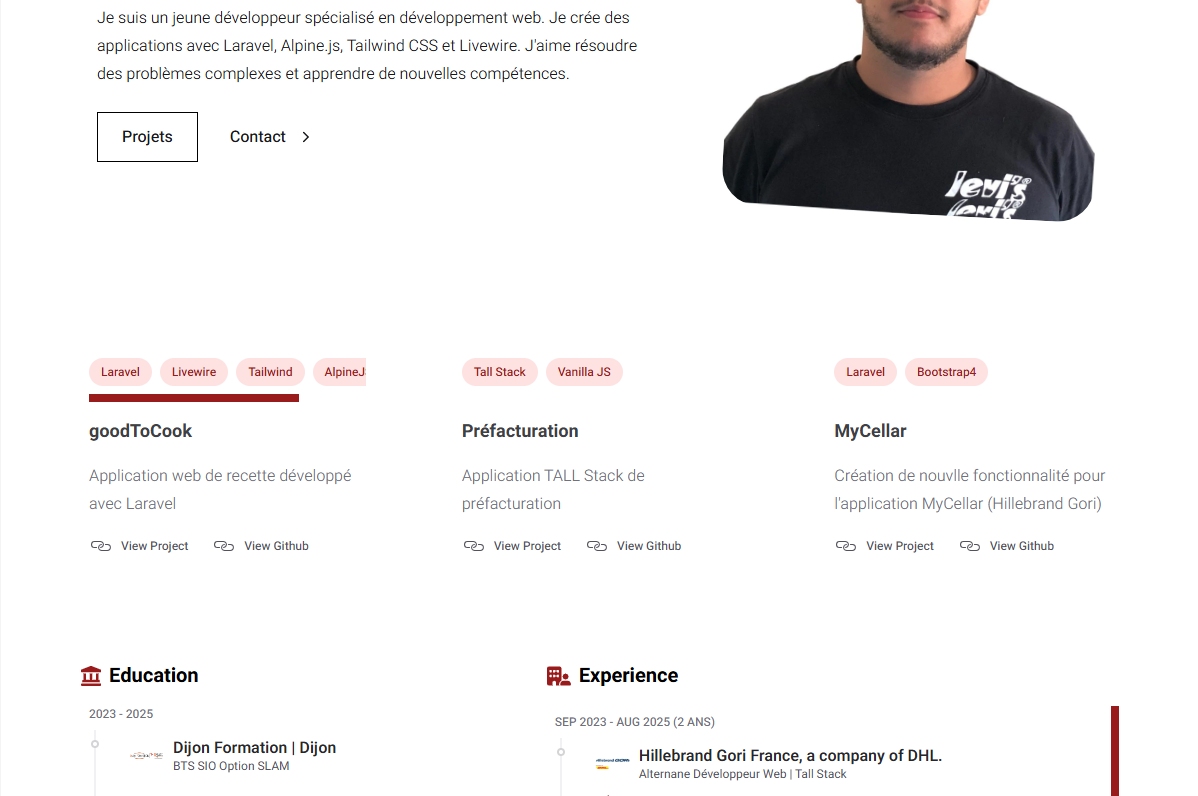 Je suis un jeune développeur spécialisé en développement web. Je crée des
applications avec Laravel, Alpine.js, Tailwind CSS et Livewire. J'aime résoudre
des problèmes complexes et apprendre de nouvelles compétences.
Projets
Contact
levi's
levi's
Laravel
Livewire
Tailwind
AlpineJ
goodToCook
Application web de recette développé
avec Laravel
View Project
View Github
Tall Stack
Vanilla JS
Préfacturation
Application TALL Stack de
préfacturation
View Project
View Github
Laravel
Bootstrap4
MyCellar
Création de nouvlle fonctionnalité pour
l'application MyCellar (Hillebrand Gori)
View Project
View Github
Education
2023 - 2025
Dijon Formation | Dijon
BTS SIO Option SLAM
Experience
SEP 2023 - AUG 2025 (2 ANS)
Hillebrand Gori France, a company of DHL.
Alternane Développeur Web | Tall Stack